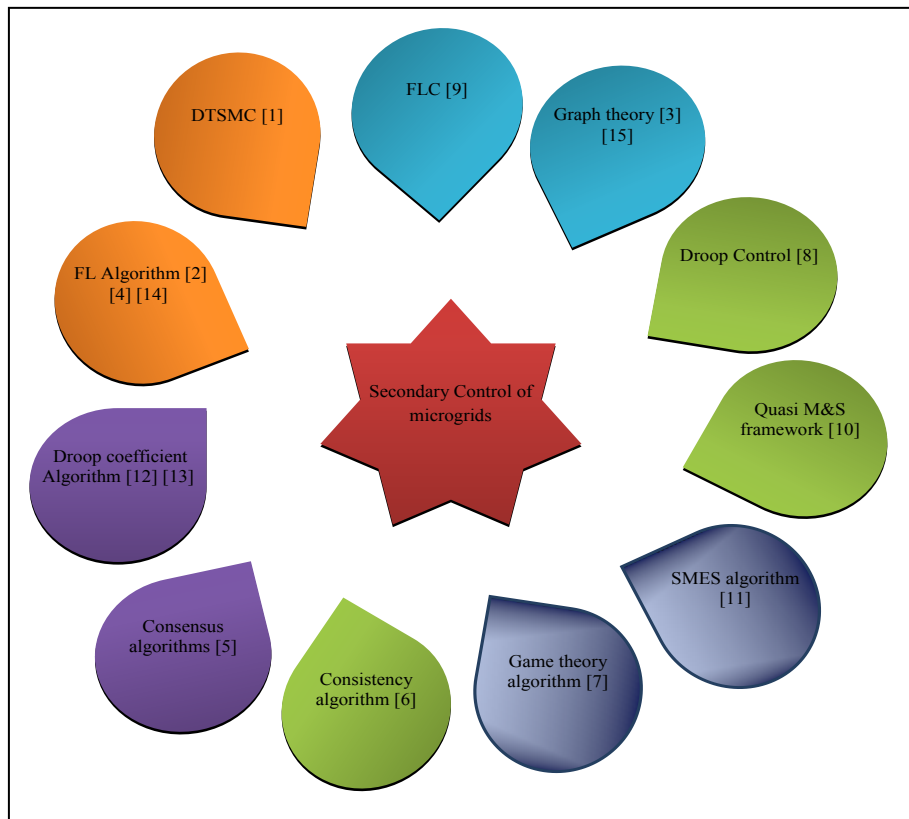 FLC [9]
DTSMC [1]
Graph theory [3]
[15]
Droop Control [8]
FL Algorithm [2]
[4] [14]
Secondary Control of
microgrids
Quasi M&S
framework [10]
Droop coefficient
Algorithm [12] [13]
SMES algorithm
[11]
Consensus
algorithms [5]
Game theory
algorithm [7]
Consistency
algorithm [6]